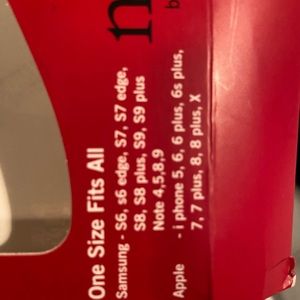 n
b
One Size Fits All
Samsung - S6, s6 edge, S7, S7 edge,
S8, S8 plus, S9, S9 plus
Note 4,5,8,9
Apple - i phone 5, 6, 6 plus, 6s plus,
7, 7 plus, 8, 8 plus, X